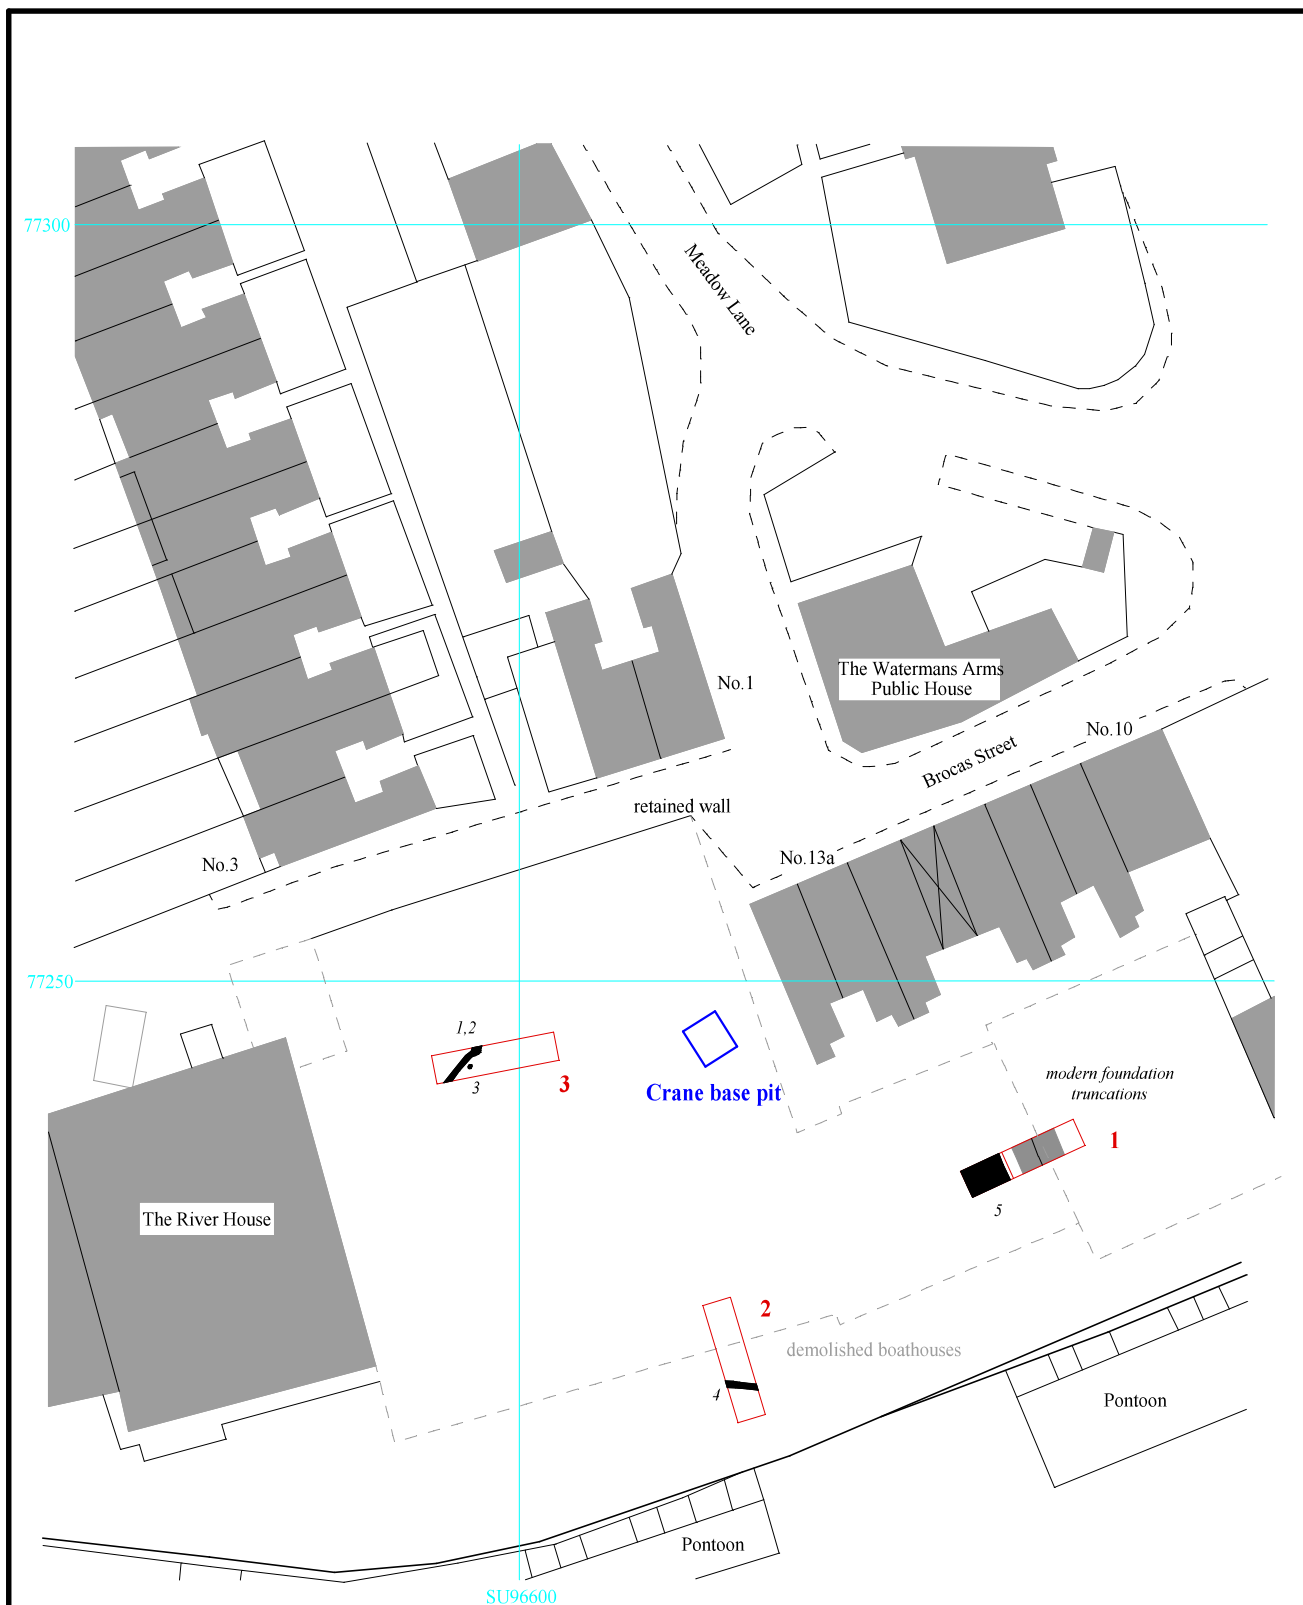 77300
Meadow Lane
The Watermans Arms
Public House
No.1
No.10
Brocas Street
retained wall
No.13a
No.3
77250
1,2
3
3
Crane base pit
modern foundation
truncations
1
5
The River House
2
demolished boathouses
4
Pontoon
Pontoon
SU96600